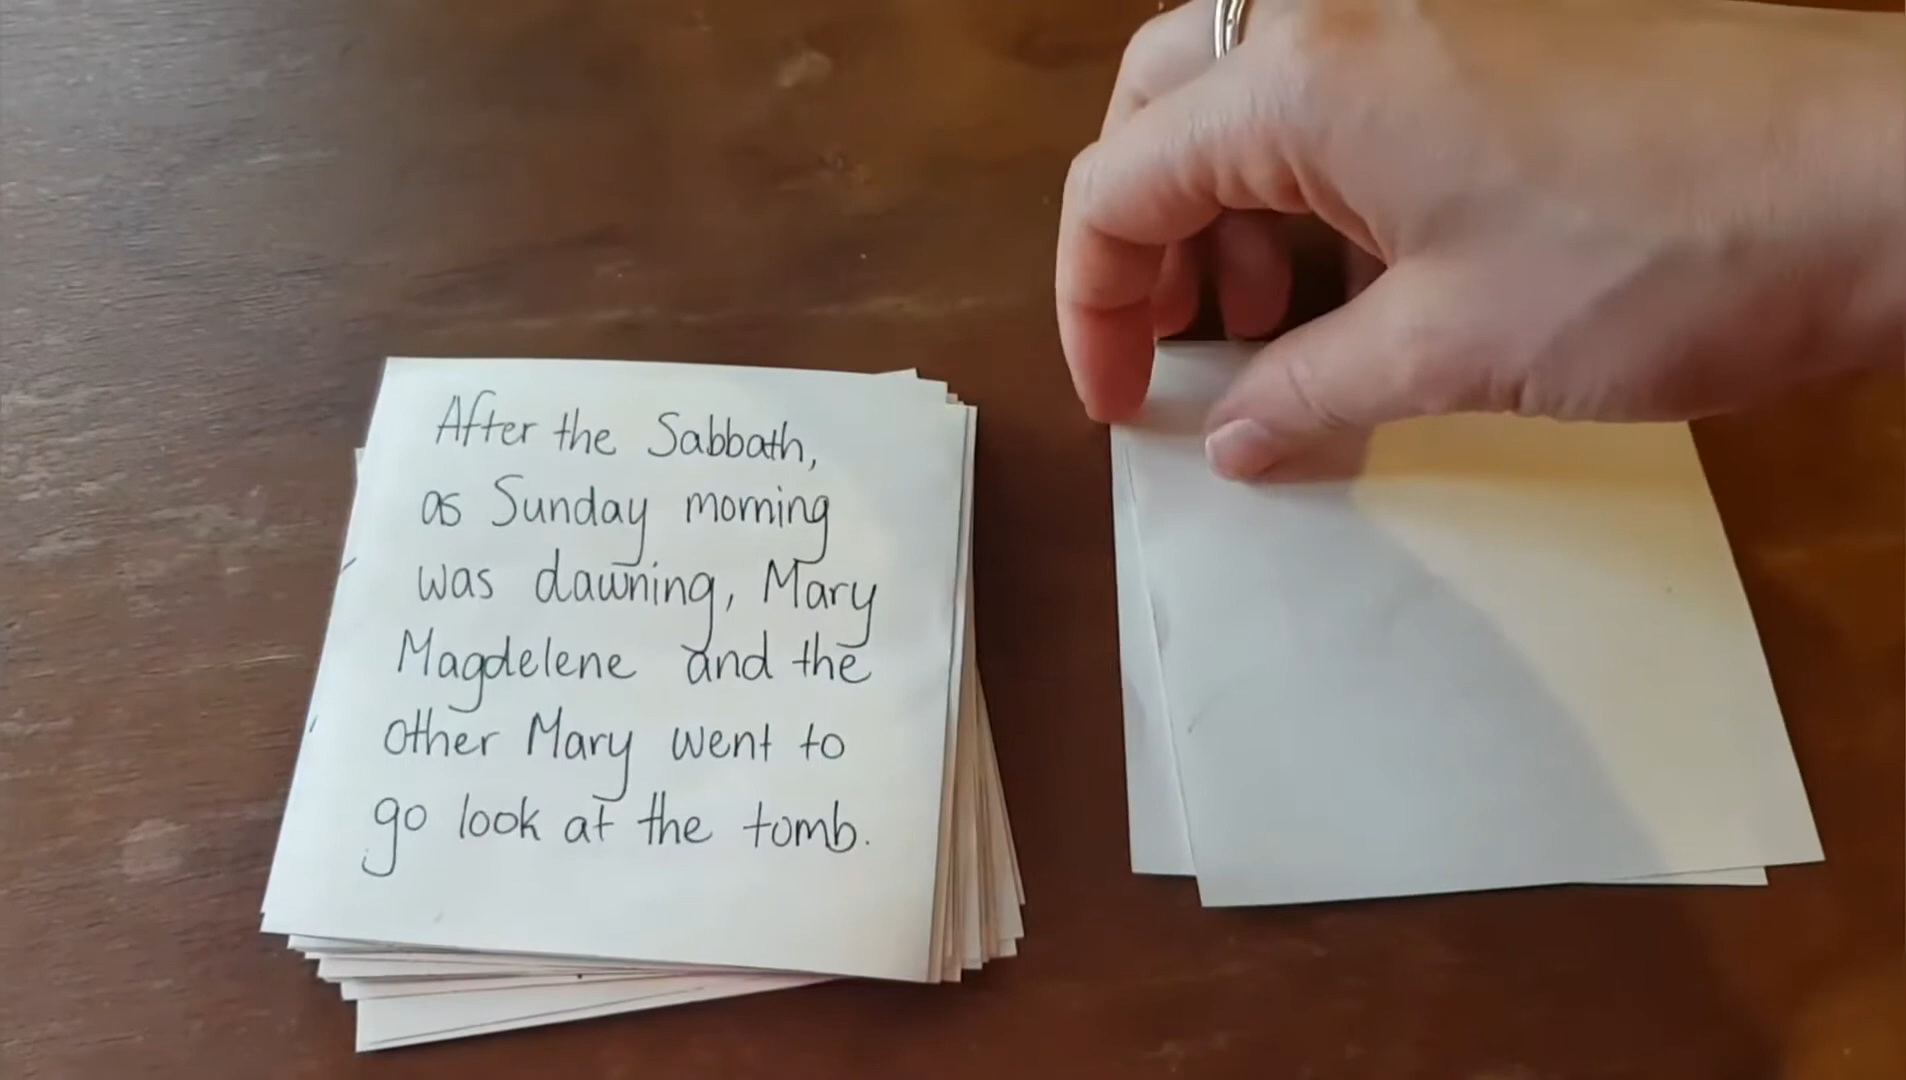 After the Sabbath,
as Sunday morning
was dawning, Mary
Magdelene and the
other Mary went to
go look at the tomb.